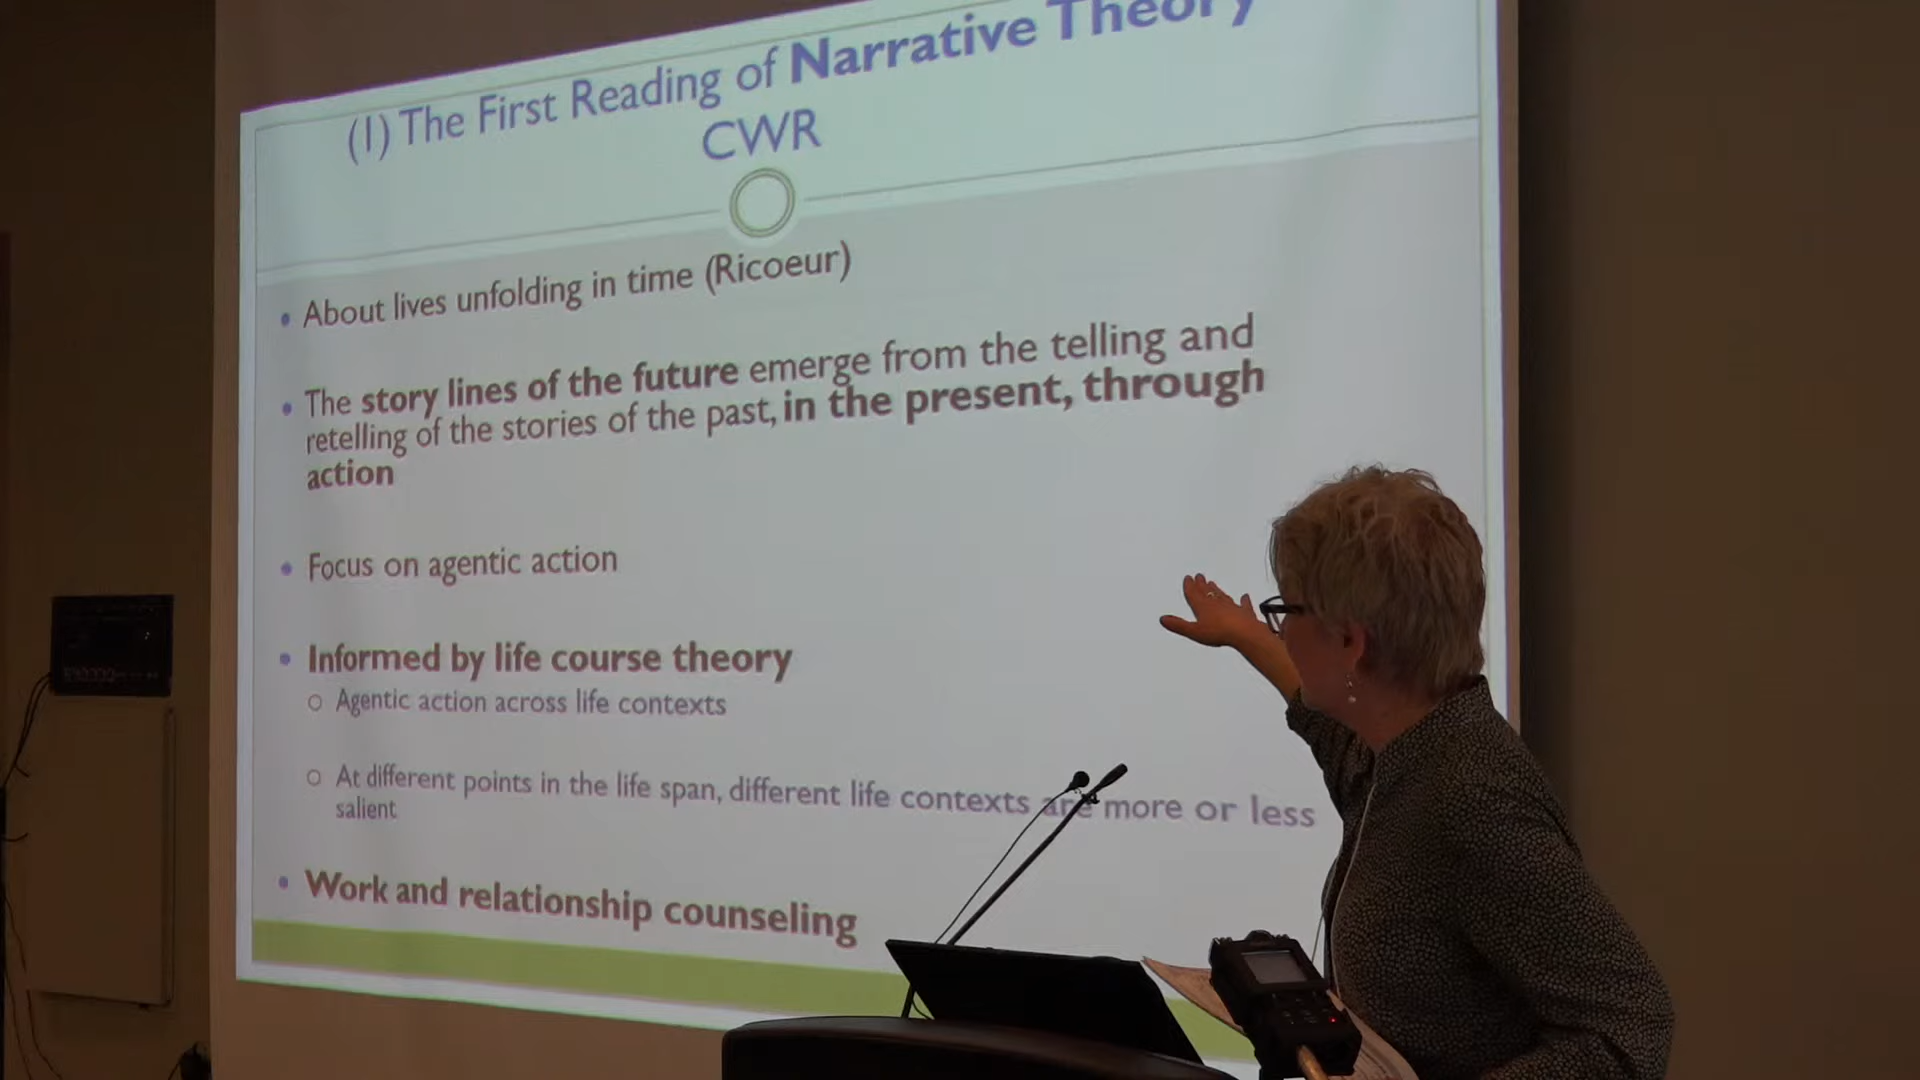 (1) The First Reading of Narrative Theory
CWR
• About lives unfolding in time (Ricoeur)
• The story lines of the future emerge from the telling and
retelling of the stories of the past, in the present, through
action
• Focus on agentic action
• Informed by life course theory
○ Agentic action across life contexts
○ At different points in the life span, different life contexts are more or less
salient
• Work and relationship counseling